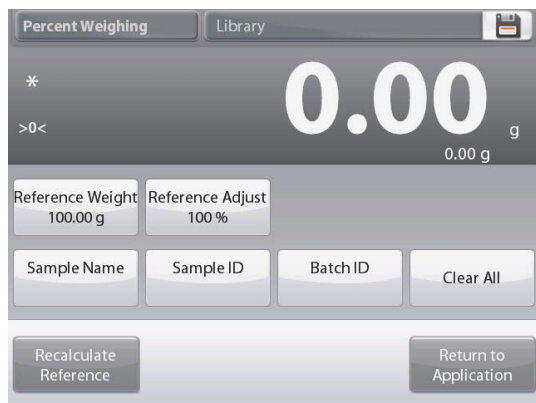 Percent Weighing
Library
*
0.00 g
>0<
0.00 g
Reference Weight
100.00 g
Reference Adjust
100 %
Sample Name
Sample ID
Batch ID
Clear All
Recalculate
Reference
Return to
Application